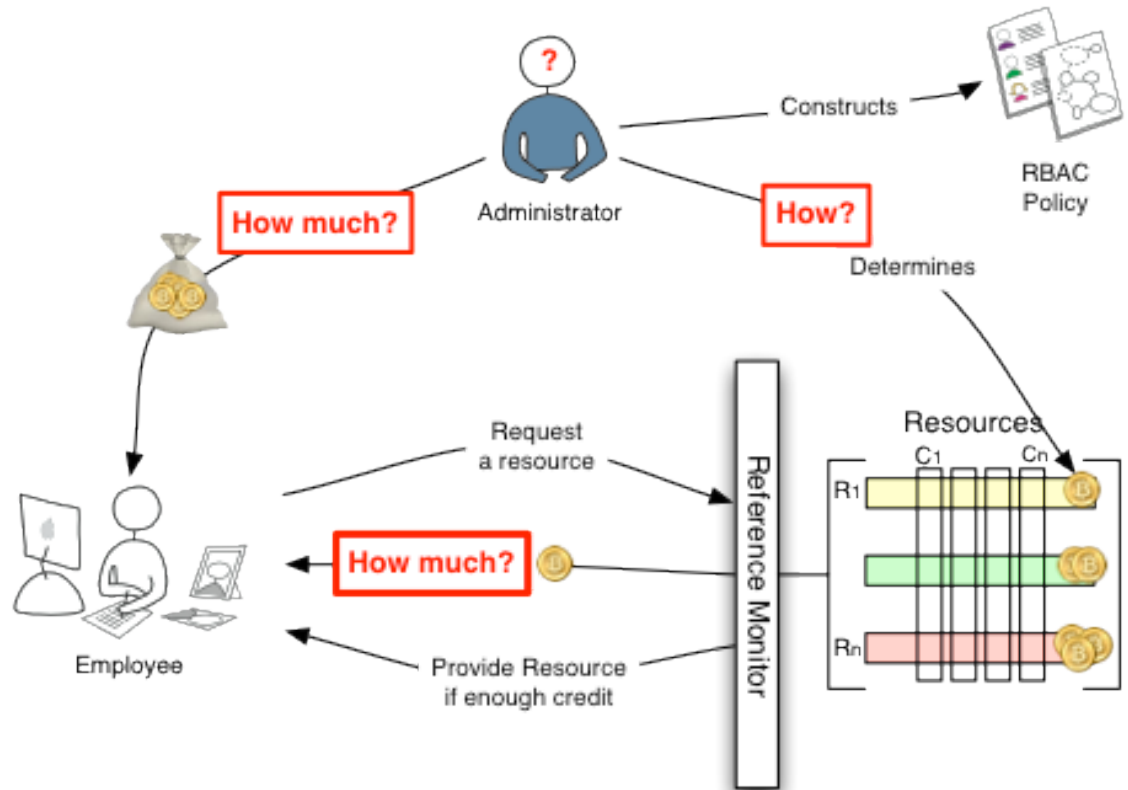 ?
Constructs
RBAC
Policy
Administrator
How much?
How?
Determines
Request
a resource
Reference Monitor
Resources
C1
Cn
R1
B
How much?
Rn
Employee
Provide Resource
if enough credit